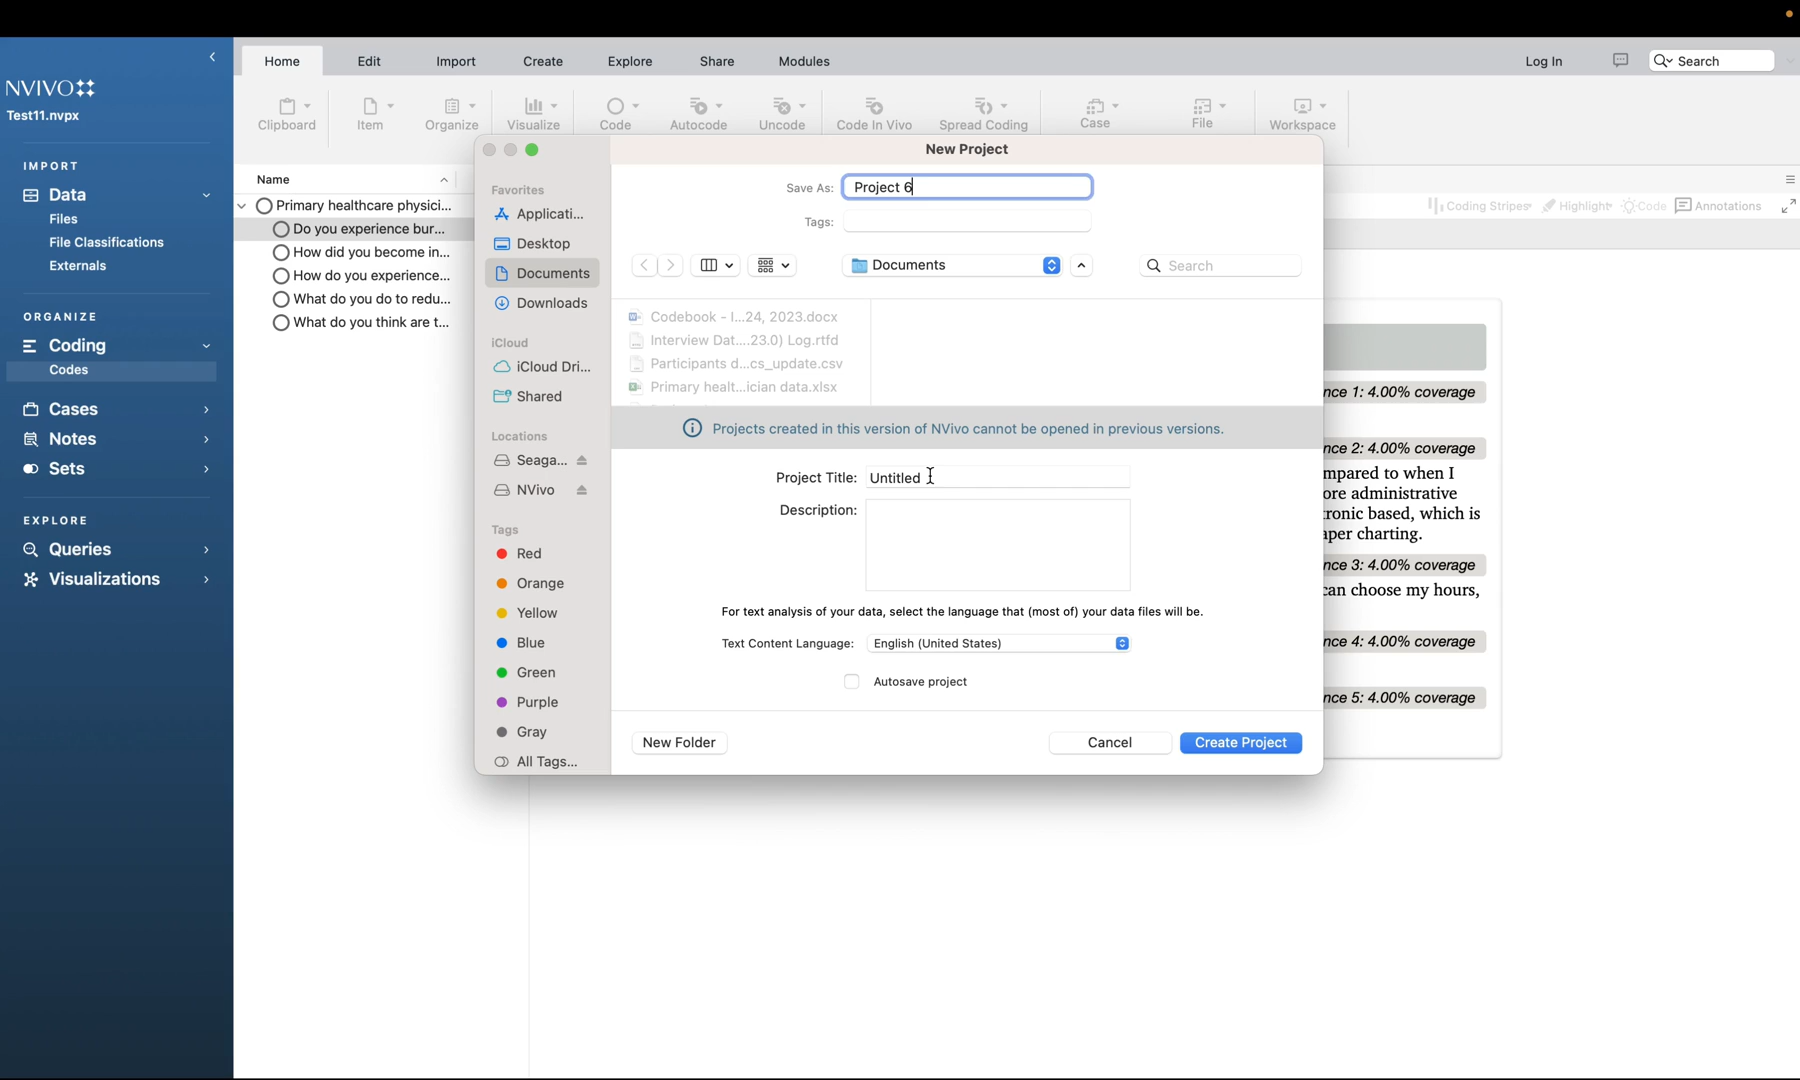 NVIVO
Test11.nvpx
IMPORT
Data
Files
File Classifications
Externals
ORGANIZE
Coding
Codes
Cases
Notes
Sets
EXPLORE
Queries
Visualizations
Home Edit Import Create Explore Share Modules Log In Search
Clipboard Item Organize Visualize Code Autocode Uncode Code In Vivo Spread Coding Case File Workspace
Name
Primary healthcare physici...
Do you experience bur...
How did you become in...
How do you experience...
What do you do to redu...
What do you think are t...
Coding Stripes Highlight Code Annotations
New Project
Favorites
Applicati...
Desktop
Documents
Downloads
iCloud
iCloud Dri...
Shared
Locations
Seaga...
NVivo
Tags
Red
Orange
Yellow
Blue
Green
Purple
Gray
All Tags...
Save As: Project 6
Tags:
Documents
Search
Codebook - I...24, 2023.docx
Interview Dat....23.0) Log.rtfd
Participants d...cs_update.csv
Primary healt...ician data.xlsx
Projects created in this version of NVivo cannot be opened in previous versions.
Project Title: Untitled
Description:
For text analysis of your data, select the language that (most of) your data files will be.
Text Content Language: English (United States)
Autosave project
New Folder Cancel Create Project
nce 1: 4.00% coverage
nce 2: 4.00% coverage
mpared to when I
ore administrative
tronic based, which is
aper charting.
nce 3: 4.00% coverage
can choose my hours,
nce 4: 4.00% coverage
nce 5: 4.00% coverage